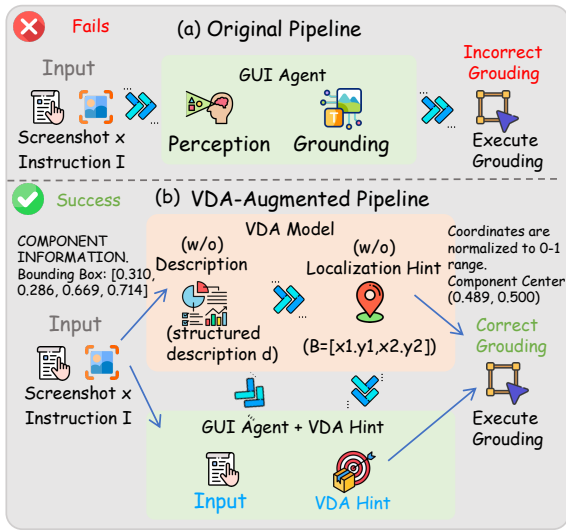 Fails
(a) Original Pipeline
Input
Screenshot x
Instruction I
GUI Agent
Perception
Grounding
T
Incorrect
Grouding
Execute
Grounding
Success
(b) VDA-Augmented Pipeline
COMPONENT
INFORMATION.
Bounding Box: [0.310,
0.286, 0.669, 0.714]
Input
Screenshot x
Instruction I
VDA Model
(w/o)
Description
(structured
description d)
(w/o)
Localization Hint
(B=[x1.y1,x2.y2])
Coordinates are
normalized to 0-1
range.
Component Center:
(0.489, 0.500)
Correct
Grouding
Execute
Grounding
GUI Agent + VDA Hint
Input
VDA Hint